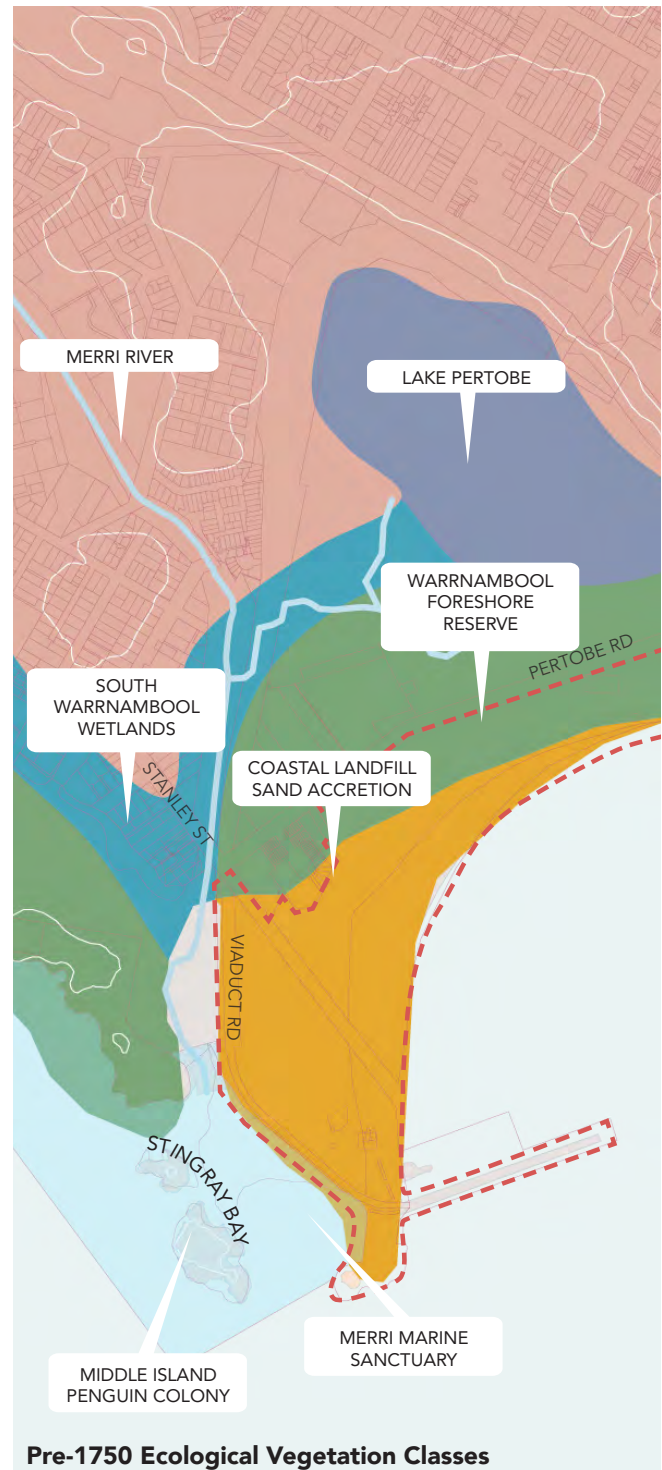 MERRI RIVER
LAKE PERTOBE
WARRNAMBOOL
FORESHORE
RESERVE
PERTOBE RD
SOUTH
WARRNAMBOOL
WETLANDS
STANLEY ST
COASTAL LANDFILL
SAND ACCRETION
VIADUCT RD
STINGRAY BAY
MERRI MARINE
SANCTUARY
MIDDLE ISLAND
PENGUIN COLONY
Pre-1750 Ecological Vegetation Classes